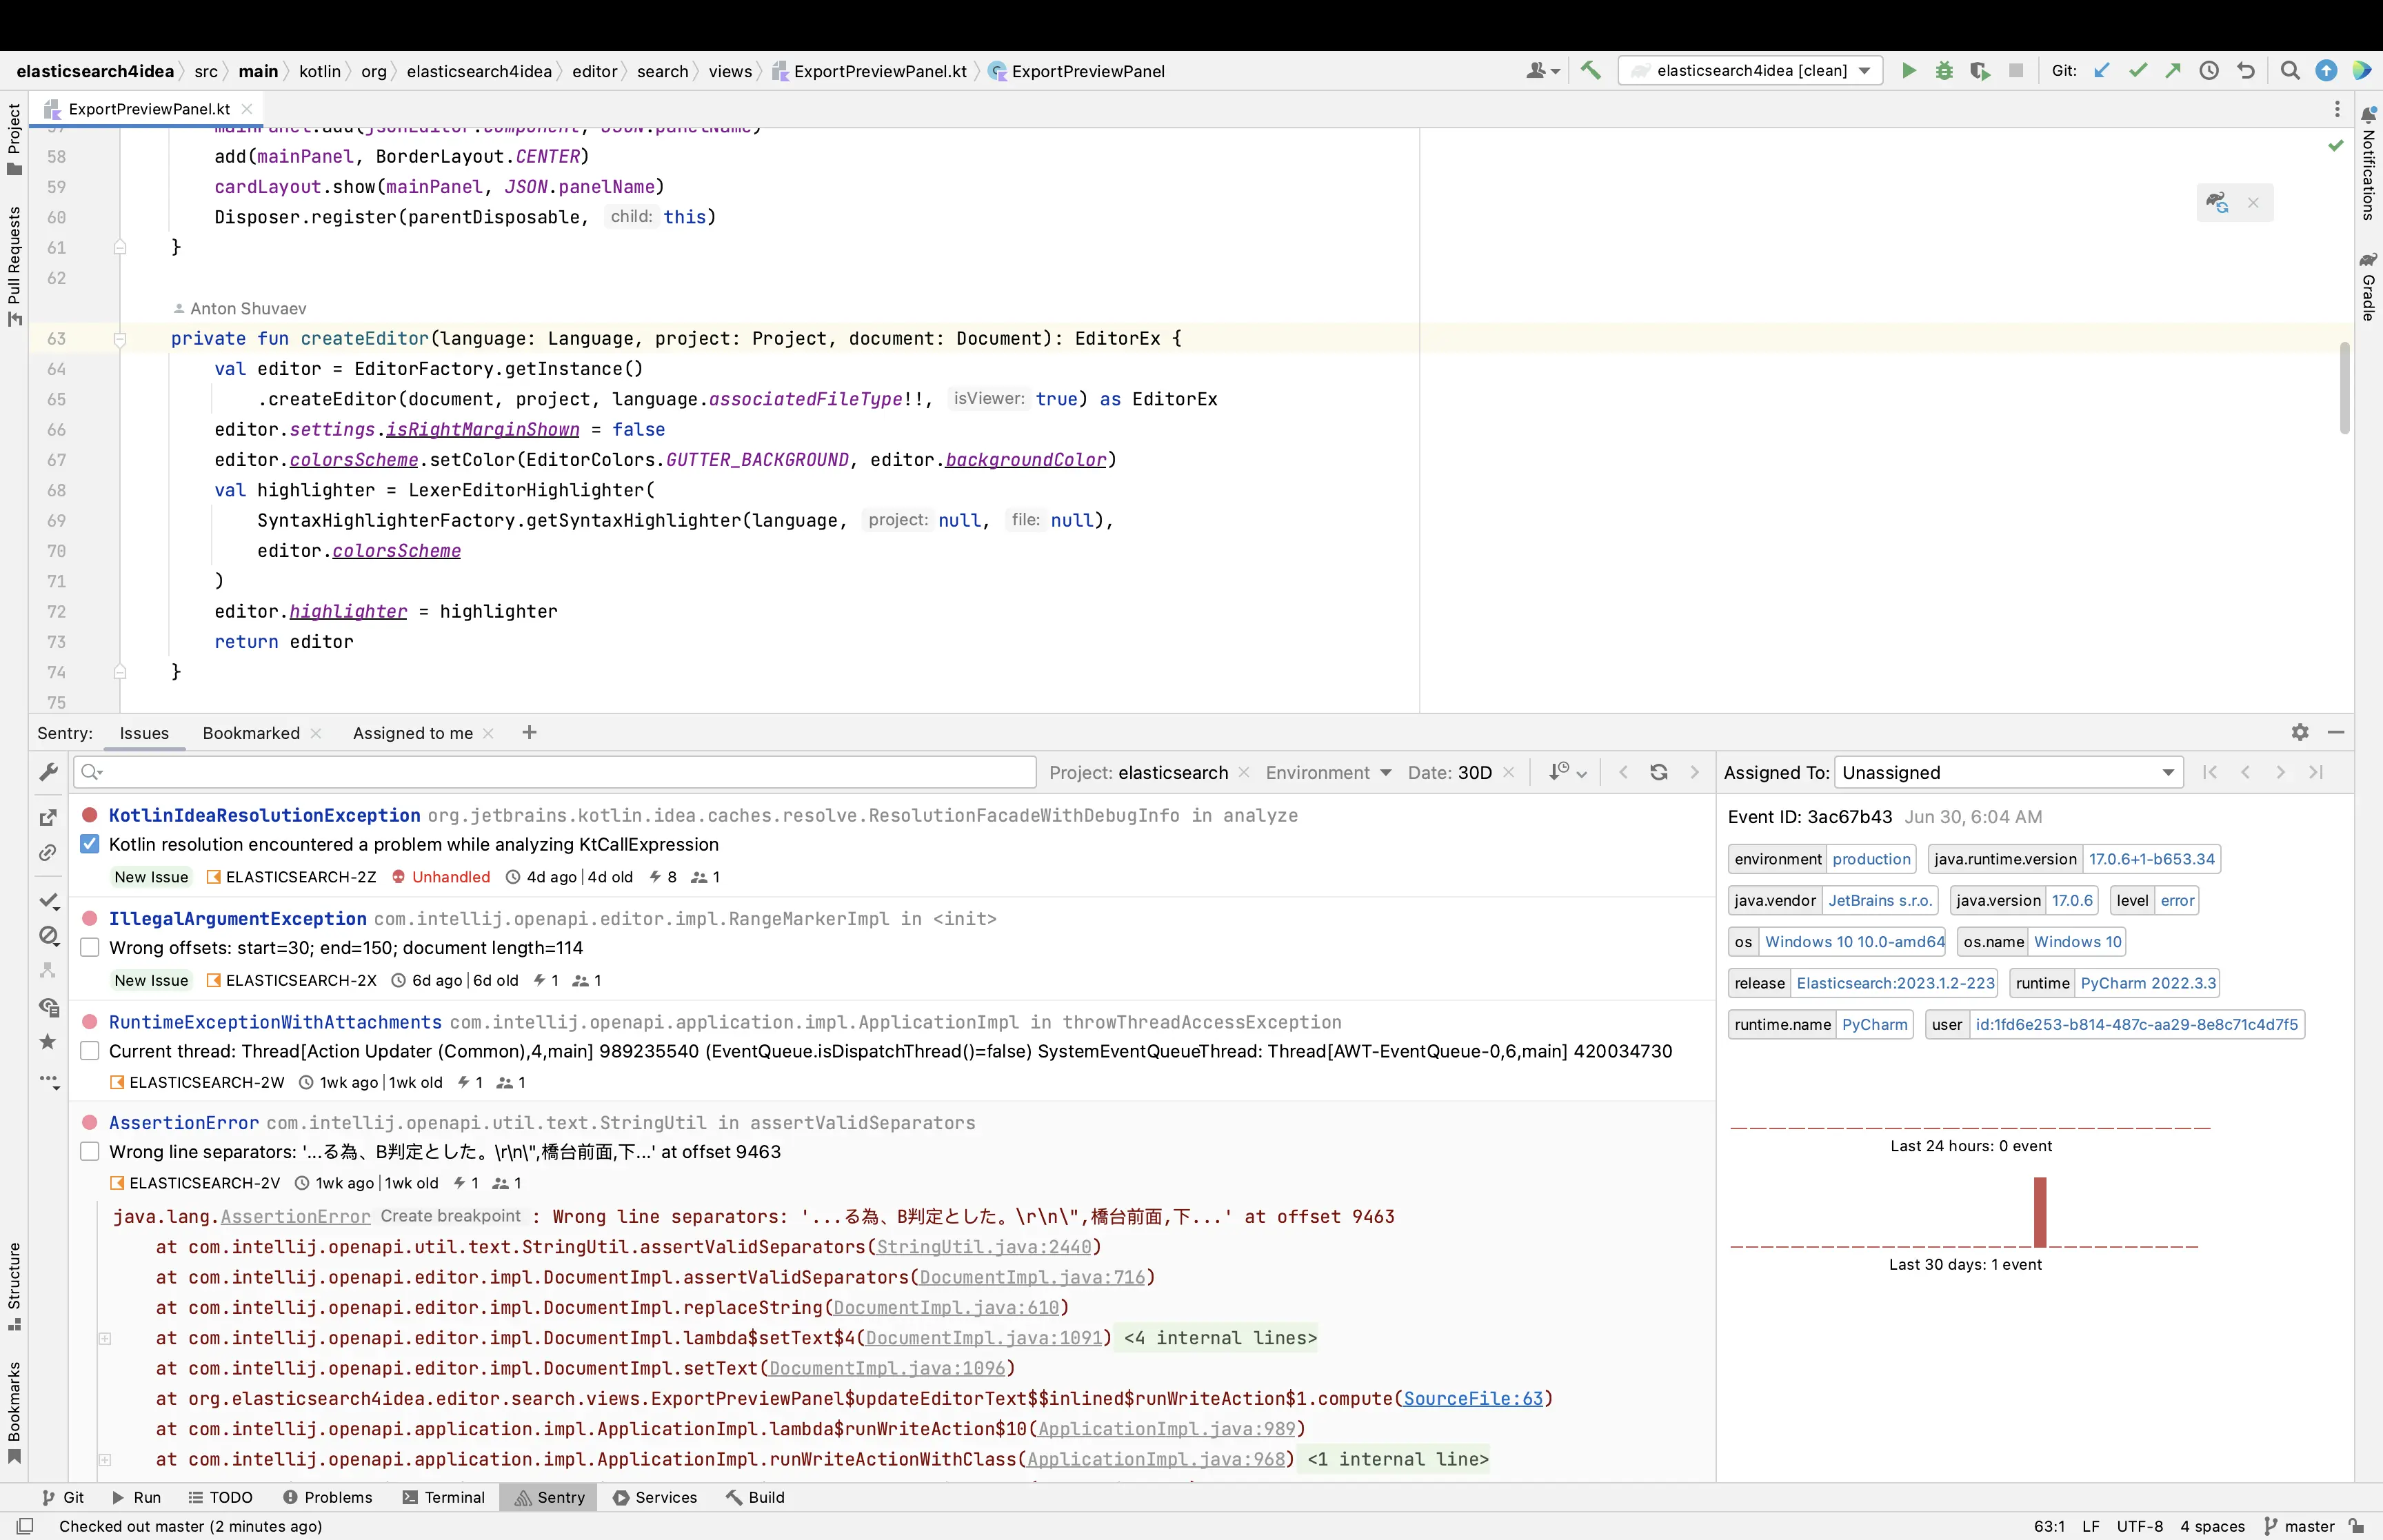 elasticsearch4idea src main kotlin org elasticsearch4idea editor search views ExportPreviewPanel.kt ExportPreviewPanel elasticsearch4idea [clean] Git:
ExportPreviewPanel.kt
Project
Pull Requests
Structure
Bookmarks
Notifications
Gradle
57 mainPanel.add(jsonEditor.component, JSON.panelName)
58 add(mainPanel, BorderLayout.CENTER)
59 cardLayout.show(mainPanel, JSON.panelName)
60 Disposer.register(parentDisposable, child: this)
61 }
62
Anton Shuvaev
63 private fun createEditor(language: Language, project: Project, document: Document): EditorEx {
64 val editor = EditorFactory.getInstance()
65 .createEditor(document, project, language.associatedFileType!!, isViewer: true) as EditorEx
66 editor.settings.isRightMarginShown = false
67 editor.colorsScheme.setColor(EditorColors.GUTTER_BACKGROUND, editor.backgroundColor)
68 val highlighter = LexerEditorHighlighter(
69 SyntaxHighlighterFactory.getSyntaxHighlighter(language, project: null, file: null),
70 editor.colorsScheme
71 )
72 editor.highlighter = highlighter
73 return editor
74 }
75
Sentry: Issues Bookmarked Assigned to me
Project: elasticsearch Environment Date: 30D
KotlinIdeaResolutionException org.jetbrains.kotlin.idea.caches.resolve.ResolutionFacadeWithDebugInfo in analyze
Kotlin resolution encountered a problem while analyzing KtCallExpression
New Issue ELASTICSEARCH-2Z Unhandled 4d ago | 4d old 8 1
IllegalArgumentException com.intellij.openapi.editor.impl.RangeMarkerImpl in <init>
Wrong offsets: start=30; end=150; document length=114
New Issue ELASTICSEARCH-2X 6d ago | 6d old 1 1
RuntimeExceptionWithAttachments com.intellij.openapi.application.impl.ApplicationImpl in throwThreadAccessException
Current thread: Thread[Action Updater (Common),4,main] 989235540 (EventQueue.isDispatchThread()=false) SystemEventQueueThread: Thread[AWT-EventQueue-0,6,main] 420034730
ELASTICSEARCH-2W 1wk ago | 1wk old 1 1
AssertionError com.intellij.openapi.util.text.StringUtil in assertValidSeparators
Wrong line separators: '...る為、B判定とした。\r\n\",橋台前面,下...' at offset 9463
ELASTICSEARCH-2V 1wk ago | 1wk old 1 1
java.lang.AssertionError Create breakpoint : Wrong line separators: '...る為、B判定とした。\r\n\",橋台前面,下...' at offset 9463
at com.intellij.openapi.util.text.StringUtil.assertValidSeparators(StringUtil.java:2440)
at com.intellij.openapi.editor.impl.DocumentImpl.assertValidSeparators(DocumentImpl.java:716)
at com.intellij.openapi.editor.impl.DocumentImpl.replaceString(DocumentImpl.java:610)
at com.intellij.openapi.editor.impl.DocumentImpl.lambda$setText$4(DocumentImpl.java:1091) <4 internal lines>
at com.intellij.openapi.editor.impl.DocumentImpl.setText(DocumentImpl.java:1096)
at org.elasticsearch4idea.editor.search.views.ExportPreviewPanel$updateEditorText$$inlined$runWriteAction$1.compute(SourceFile:63)
at com.intellij.openapi.application.impl.ApplicationImpl.lambda$runWriteAction$10(ApplicationImpl.java:989)
at com.intellij.openapi.application.impl.ApplicationImpl.runWriteActionWithClass(ApplicationImpl.java:968) <1 internal line>
Assigned To: Unassigned
Event ID: 3ac67b43 Jun 30, 6:04 AM
environment production java.runtime.version 17.0.6+1-b653.34
java.vendor JetBrains s.r.o. java.version 17.0.6 level error
os Windows 10 10.0-amd64 os.name Windows 10
release Elasticsearch:2023.1.2-223 runtime PyCharm 2022.3.3
runtime.name PyCharm user id:1fd6e253-b814-487c-aa29-8e8c71c4d7f5
Last 24 hours: 0 event
Last 30 days: 1 event
Git Run TODO Problems Terminal Sentry Services Build
Checked out master (2 minutes ago) 63:1 LF UTF-8 4 spaces master